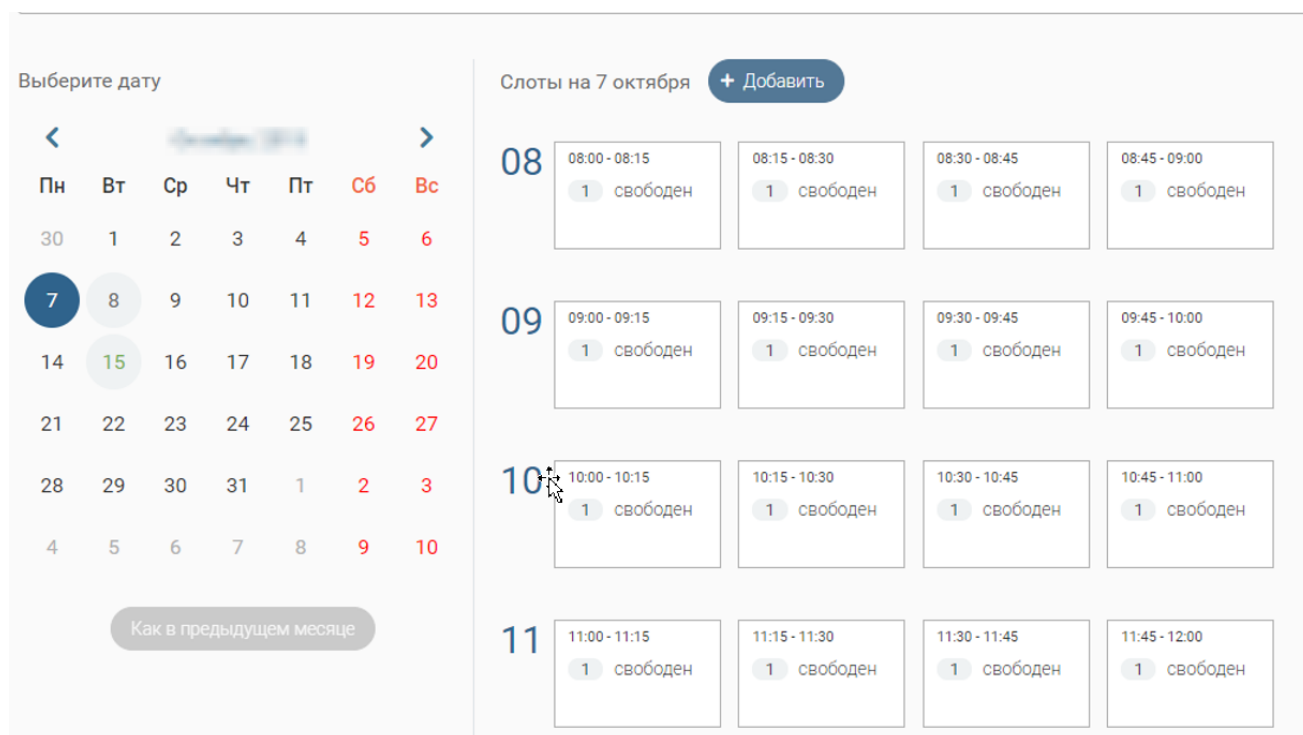 Выберите дату
Пн Вт Ср Чт Пт Сб Вс
30 1 2 3 4 5 6
7 8 9 10 11 12 13
14 15 16 17 18 19 20
21 22 23 24 25 26 27
28 29 30 31 1 2 3
4 5 6 7 8 9 10
Как в предыдущем месяце
Слоты на 7 октября + Добавить
08 08:00 - 08:15 08:15 - 08:30 08:30 - 08:45 08:45 - 09:00
1 свободен 1 свободен 1 свободен 1 свободен
09 09:00 - 09:15 09:15 - 09:30 09:30 - 09:45 09:45 - 10:00
1 свободен 1 свободен 1 свободен 1 свободен
10 10:00 - 10:15 10:15 - 10:30 10:30 - 10:45 10:45 - 11:00
1 свободен 1 свободен 1 свободен 1 свободен
11 11:00 - 11:15 11:15 - 11:30 11:30 - 11:45 11:45 - 12:00
1 свободен 1 свободен 1 свободен 1 свободен